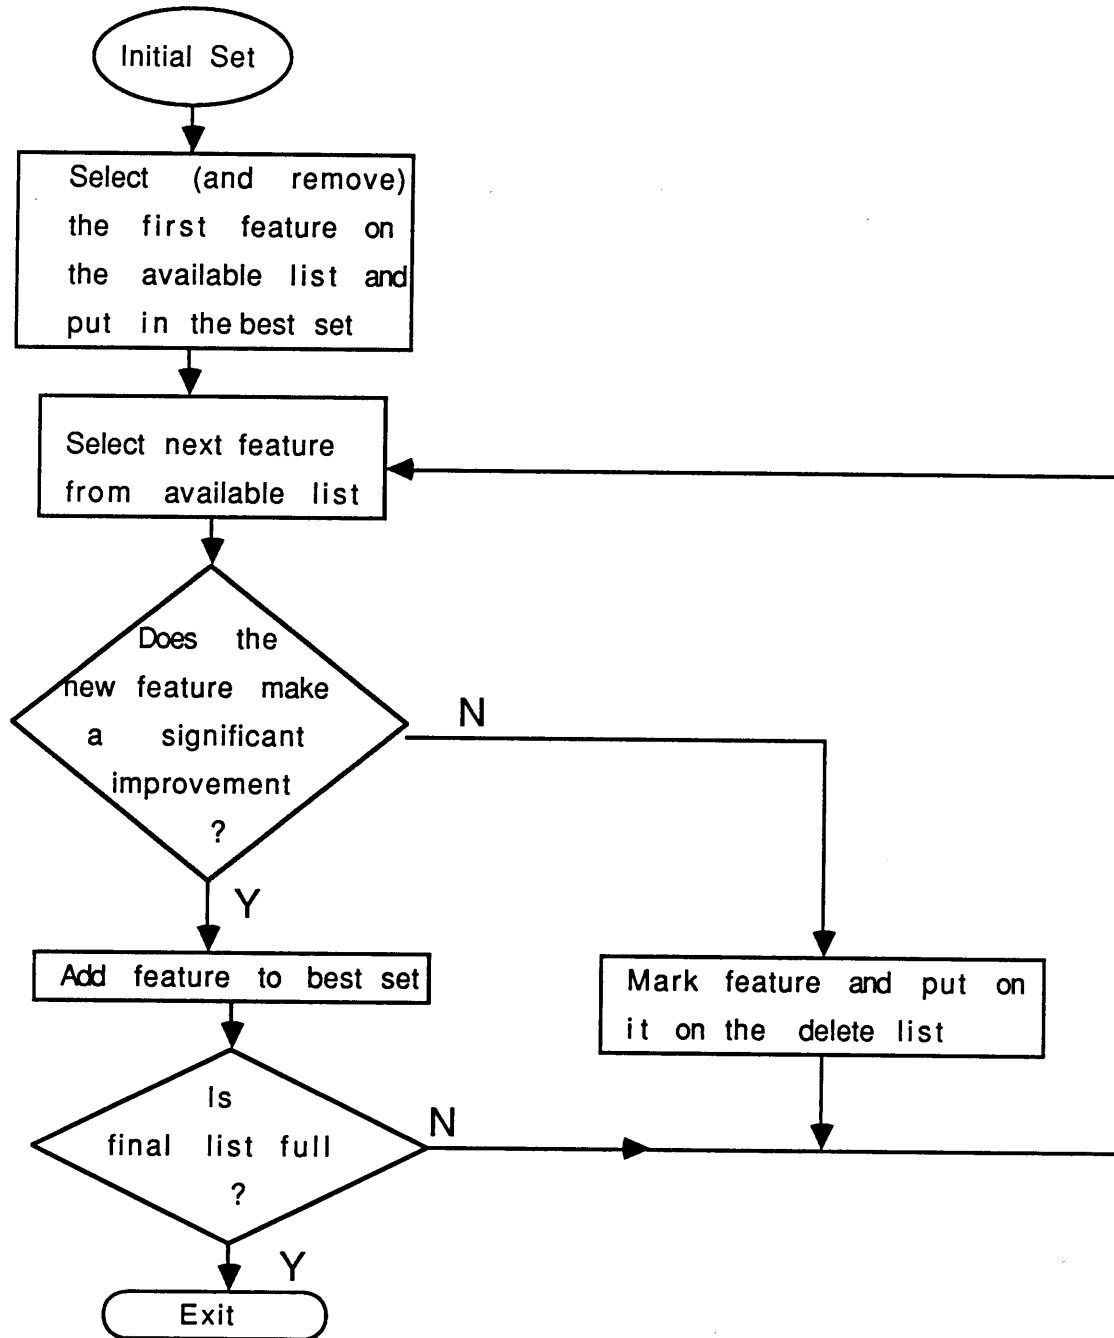 Initial Set
Select (and remove)
the first feature on
the available list and
put in the best set
Select next feature
from available list
Does the
new feature make
a significant
improvement
?
N
Y
Add feature to best set
Mark feature and put on
it on the delete list
Is
final list full
?
N
Y
Exit